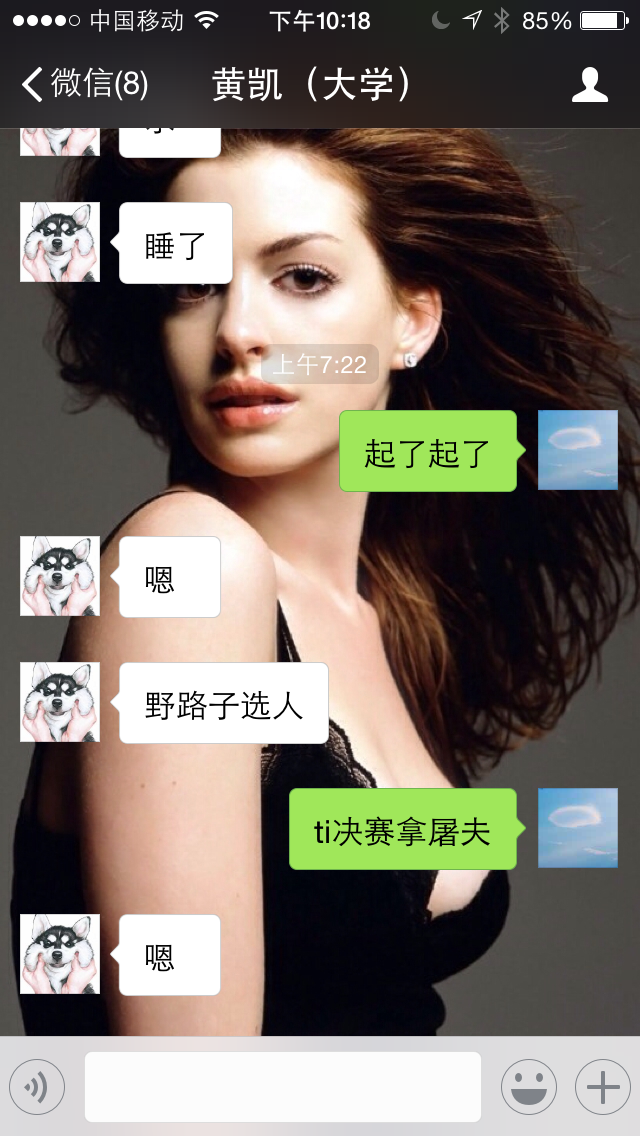 中国移动 下午10:18 85%
微信(8) 黄凯（大学）
睡了
上午7:22
起了起了
嗯
野路子选人
ti决赛拿屠夫
嗯